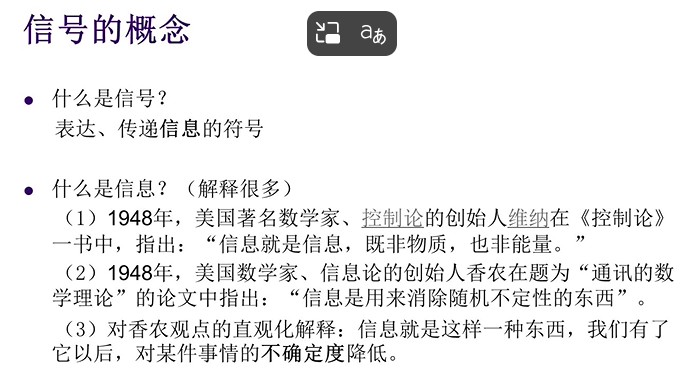 信号的概念
aあ
什么是信号？
表达、传递信息的符号
什么是信息？（解释很多）
（1）1948年，美国著名数学家、控制论的创始人维纳在《控制论》
一书中，指出：“信息就是信息，既非物质，也非能量。”
（2）1948年，美国数学家、信息论的创始人香农在题为“通讯的数
学理论”的论文中指出：“信息是用来消除随机不定性的东西”。
（3）对香农观点的直观化解释：信息就是这样一种东西，我们有了
它以后，对某件事情的不确定度降低。